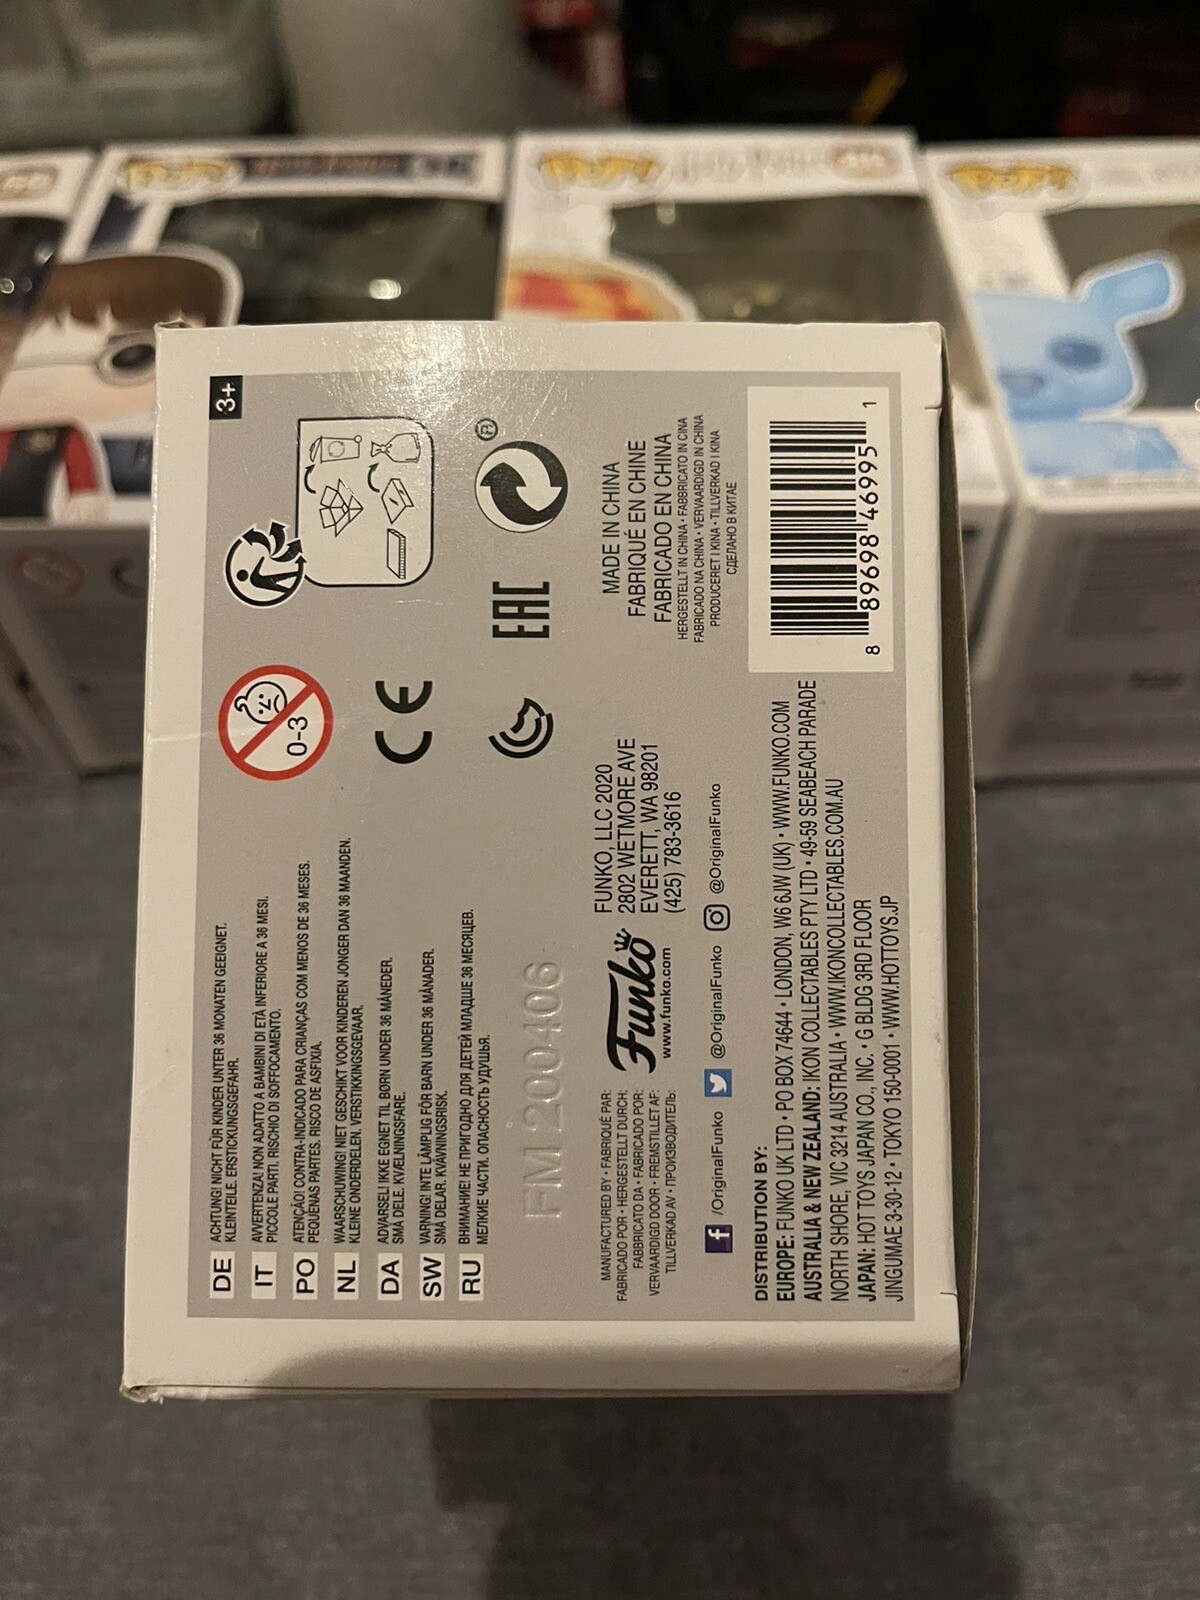 3+
DE ACHTUNG! NICHT FÜR KINDER UNTER 36 MONATEN GEEIGNET.
KLEINTEILE. ERSTICKUNGSGEFAHR.
IT AVVERTENZA! NON ADATTO A BAMBINI DI ETÀ INFERIORE A 36 MESI.
PICCOLE PARTI. RISCHIO DI SOFFOCAMENTO.
PO ATENÇÃO! CONTRA-INDICADO PARA CRIANÇAS COM MENOS DE 36 MESES.
PEQUENAS PARTES. RISCO DE ASFIXIA.
NL WAARSCHUWING! NIET GESCHIKT VOOR KINDEREN JONGER DAN 36 MAANDEN.
KLEINE ONDERDELEN. VERSTIKKINGSGEVAAR.
DA ADVARSEL! IKKE EGNET TIL BØRN UNDER 36 MÅNEDER.
SMÅ DELE. KVÆLNINGSFARE.
SW VARNING! INTE LÄMPLIG FÖR BARN UNDER 36 MÅNADER.
SMÅ DELAR. KVÄVNINGSRISK.
RU ВНИМАНИЕ! НЕ ПРИГОДНО ДЛЯ ДЕТЕЙ МЛАДШЕ 36 МЕСЯЦЕВ.
МЕЛКИЕ ЧАСТИ. ОПАСНОСТЬ УДУШЬЯ.
0-3
CE
EAC
®
FM 200406
MANUFACTURED BY • FABRIQUÉ PAR:
FABRICADO POR • HERGESTELLT DURCH:
FABBRICATO DA • FABRICADO POR:
VERVAARDIGD DOOR • FREMSTILLET AF:
TILLVERKAD AV • ПРОИЗВОДИТЕЛЬ:
Funko
www.funko.com
FUNKO, LLC 2020
2802 WETMORE AVE
EVERETT, WA 98201
(425) 783-3616
MADE IN CHINA
FABRIQUÉ EN CHINE
FABRICADO EN CHINA
HERGESTELLT IN CHINA • FABBRICATO IN CINA
FABRICADO NA CHINA • VERVAARDIGD IN CHINA
PRODUCERET I KINA • TILLVERKAD I KINA
СДЕЛАНО В КИТАЕ
f /OriginalFunko @OriginalFunko @OriginalFunko
DISTRIBUTION BY:
EUROPE: FUNKO UK LTD • PO BOX 74644 • LONDON, W6 6JW (UK) • WWW.FUNKO.COM
AUSTRALIA & NEW ZEALAND: IKON COLLECTABLES PTY LTD • 49-59 SEABEACH PARADE
NORTH SHORE, VIC 3214 AUSTRALIA • WWW.IKONCOLLECTABLES.COM.AU
JAPAN: HOT TOYS JAPAN CO., INC. • G BLDG 3RD FLOOR
JINGUMAE 3-30-12 • TOKYO 150-0001 • WWW.HOTTOYS.JP
8 89698 46995 1
POP!
POP!
POP!